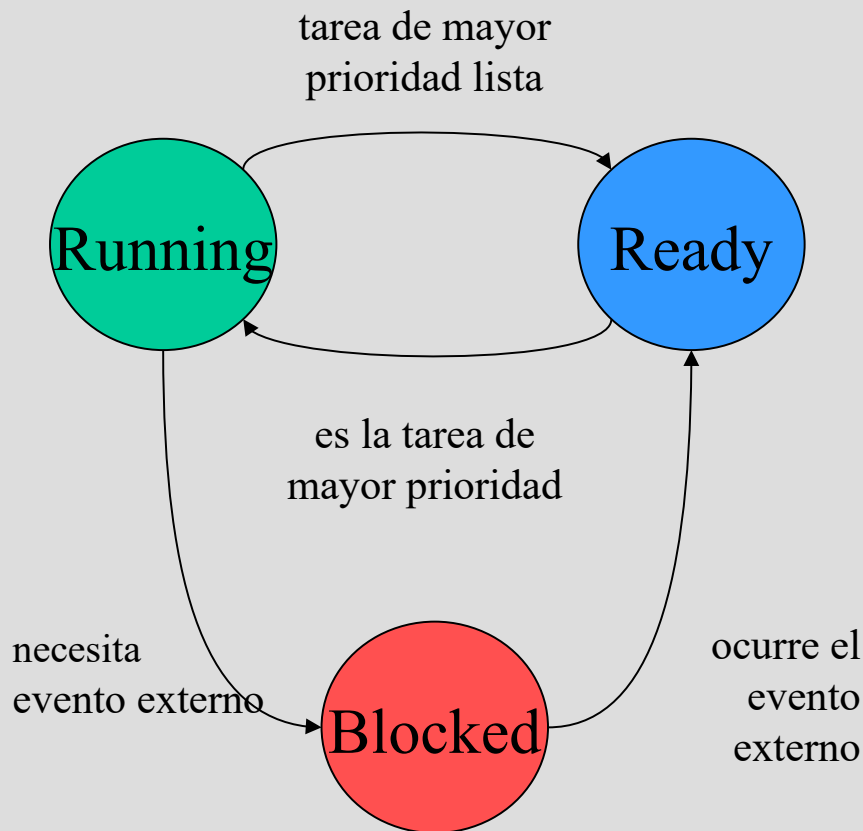 tarea de mayor
prioridad lista
Running
Ready
es la tarea de
mayor prioridad
necesita
evento externo
ocurre el
evento
externo
Blocked